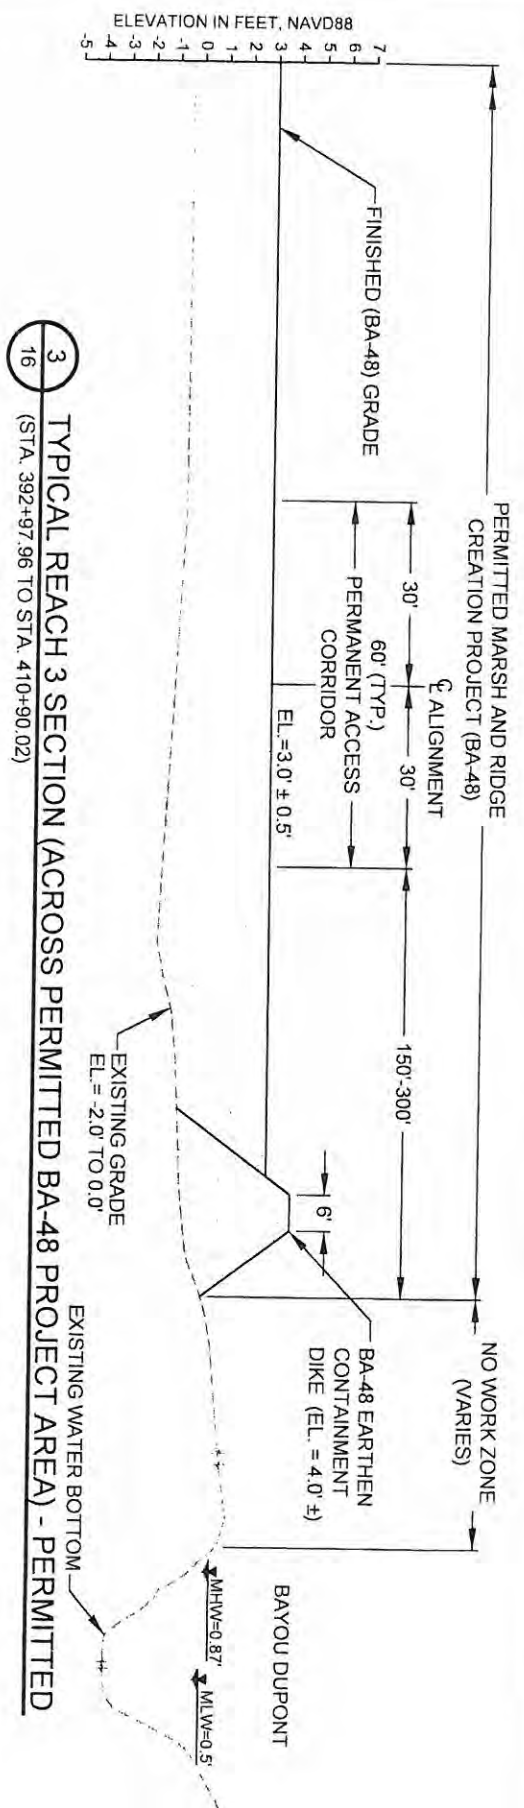 ELEVATION IN FEET, NAVD88
7
6
5
4
3
2
1
0
-1
-2
-3
-4
-5
PERMITTED MARSH AND RIDGE
CREATION PROJECT (BA-48)
NO WORK ZONE
(VARIES)
℄ ALIGNMENT
30'
30'
150'-300'
60' (TYP.)
PERMANENT ACCESS
CORRIDOR
FINISHED (BA-48) GRADE
EL.=3.0' ± 0.5'
6'
BA-48 EARTHEN
CONTAINMENT
DIKE (EL. = 4.0' ±)
BAYOU DUPONT
MHW=0.87'
MLW=0.5'
EXISTING GRADE
EL.= -2.0' TO 0.0'
EXISTING WATER BOTTOM
3
16
TYPICAL REACH 3 SECTION (ACROSS PERMITTED BA-48 PROJECT AREA) - PERMITTED
(STA. 392+97.96 TO STA. 410+90.02)